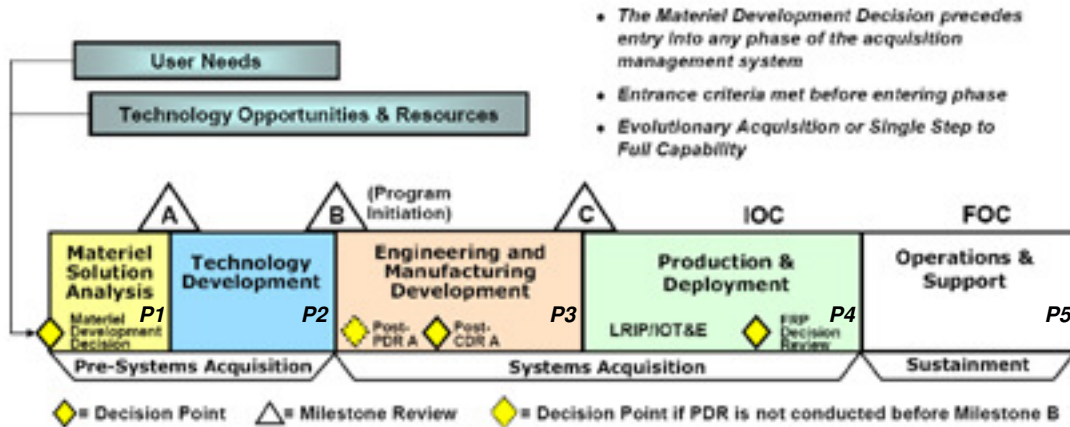 User Needs
Technology Opportunities & Resources
• The Materiel Development Decision precedes
entry into any phase of the acquisition
management system
• Entrance criteria met before entering phase
• Evolutionary Acquisition or Single Step to
Full Capability
A
B
(Program
Initiation)
C
IOC
FOC
Materiel
Solution
Analysis
P1
Materiel
Development
Decision
Technology
Development
P2
Engineering and
Manufacturing
Development
P3
Post-
PDR A
Post-
CDR A
Production &
Deployment
P4
LRIP/IOT&E
FRP
Decision
Review
Operations &
Support
P5
Pre-Systems Acquisition
Systems Acquisition
Sustainment
= Decision Point
= Milestone Review
= Decision Point if PDR is not conducted before Milestone B